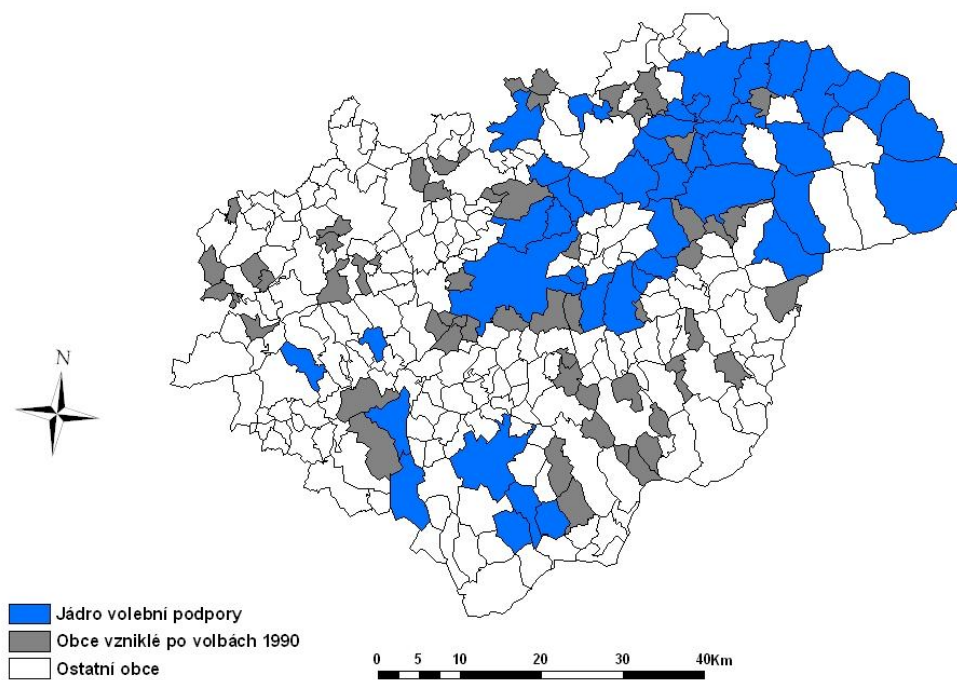 N
Jádro volební podpory
Obce vzniklé po volbách 1990
Ostatní obce
0 5 10 20 30 40Km